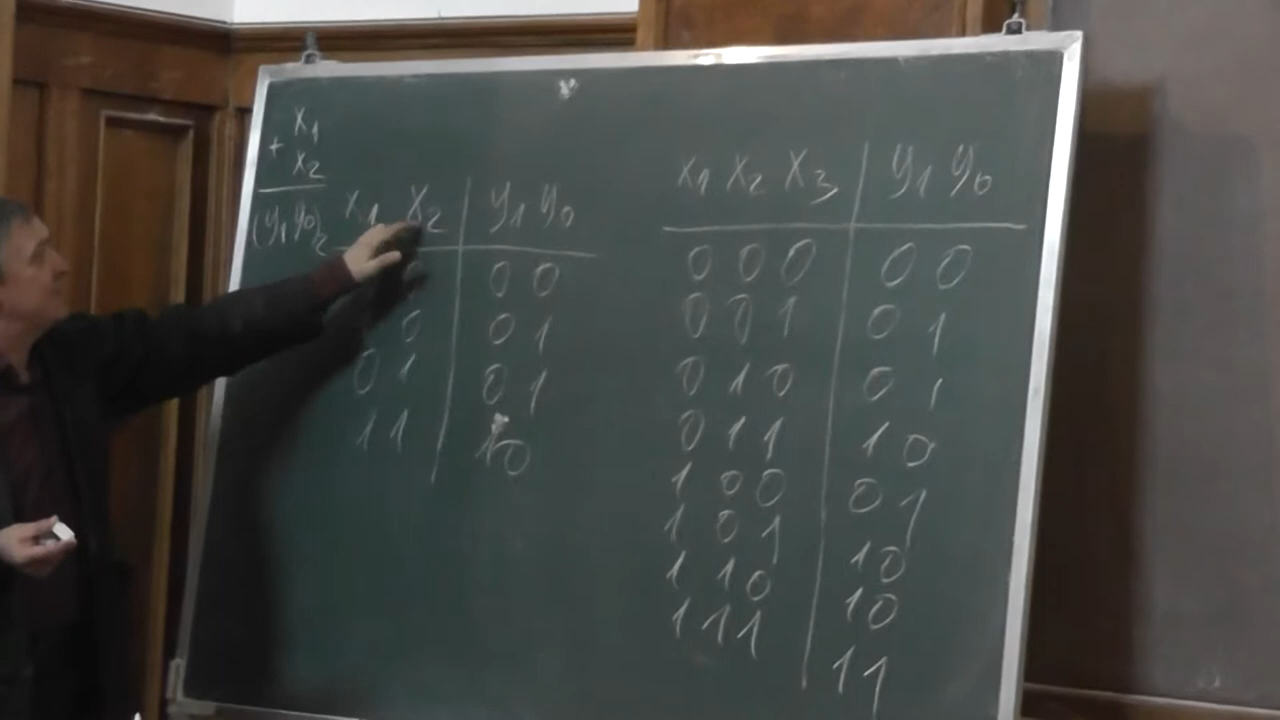 x₁
+ x₂
(y₁y₀)₂
x₁ x₂ y₁ y₀
0 0
0 0 1
0 1 0 1
1 1 1 0
x₁ x₂ x₃ y₁ y₀
0 0 0 0 0
0 0 1 0 1
0 1 0 0 1
0 1 1 1 0
1 0 0 0 1
1 0 1 1 0
1 1 0 1 0
1 1 1 1 1